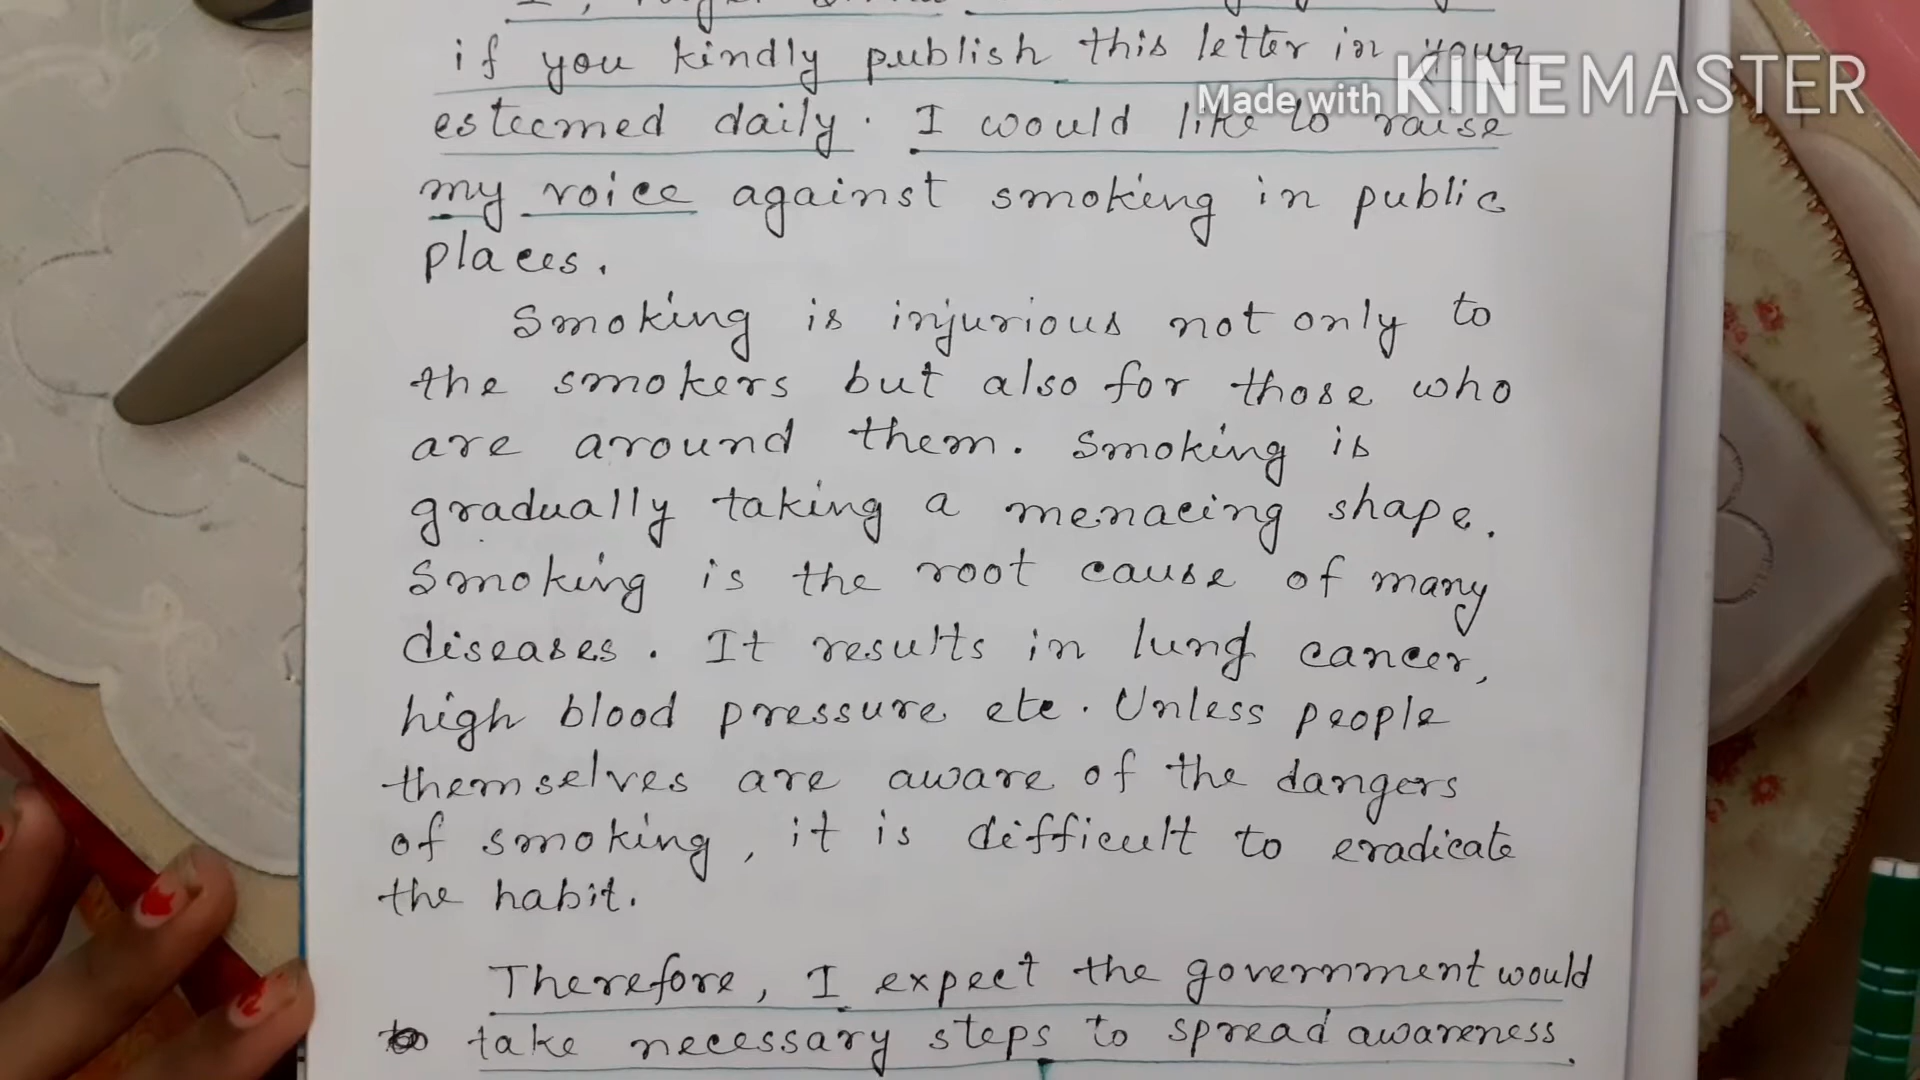 if you kindly publish this letter in your
Made with KINEMASTER
esteemed daily. I would like to raise
my voice against smoking in public
places.
Smoking is injurious not only to
the smokers but also for those who
are around them. Smoking is
gradually taking a menacing shape.
Smoking is the root cause of many
diseases. It results in lung cancer,
high blood pressure etc. Unless people
themselves are aware of the dangers
of smoking, it is difficult to eradicate
the habit.
Therefore, I expect the government would
take necessary steps to spread awareness.